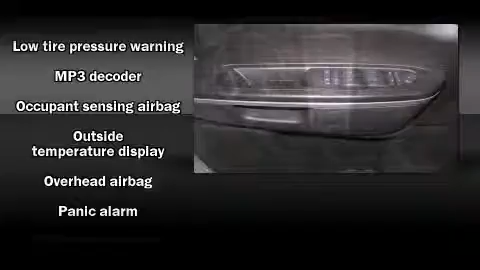 Low tire pressure warning
MP3 decoder
Occupant sensing airbag
Outside
temperature display
Overhead airbag
Panic alarm